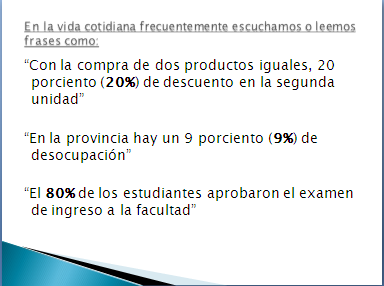 En la vida cotidiana frecuentemente escuchamos o leemos
frases como:
“Con la compra de dos productos iguales, 20
porciento (20%) de descuento en la segunda
unidad”
“En la provincia hay un 9 porciento (9%) de
desocupación”
“El 80% de los estudiantes aprobaron el examen
de ingreso a la facultad”